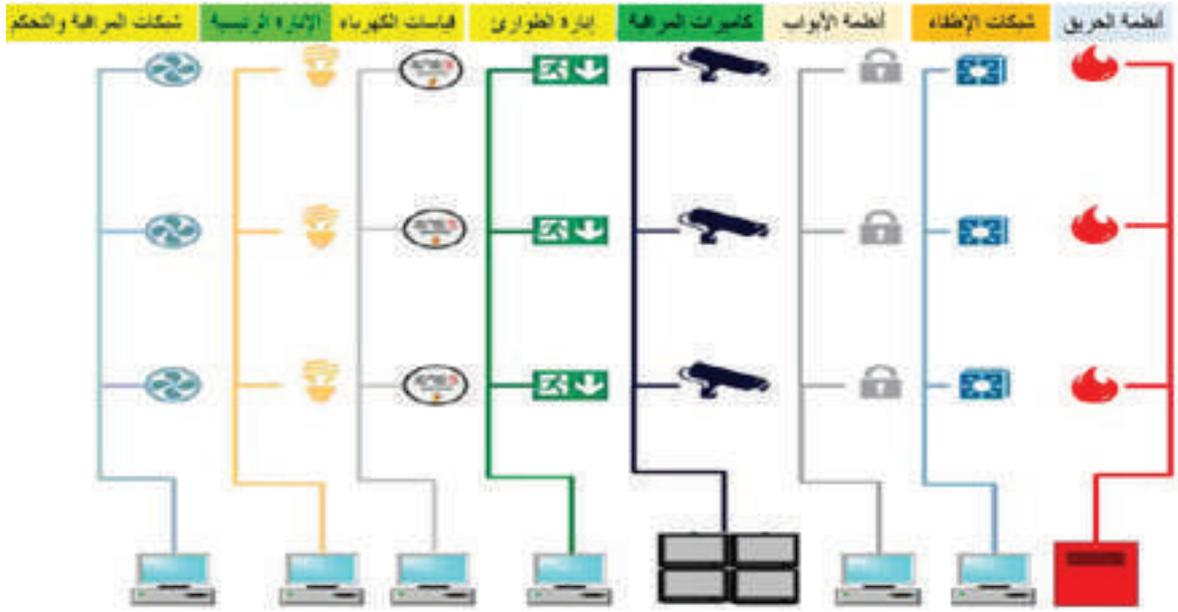 أنظمة الحريق
شبكات الإطفاء
أنظمة الأبواب
كاميرات المراقبة
إنارة الطوارئ
قياسات الكهرباء
الإنارة الرئيسية
شبكات المراقبة والتحكم